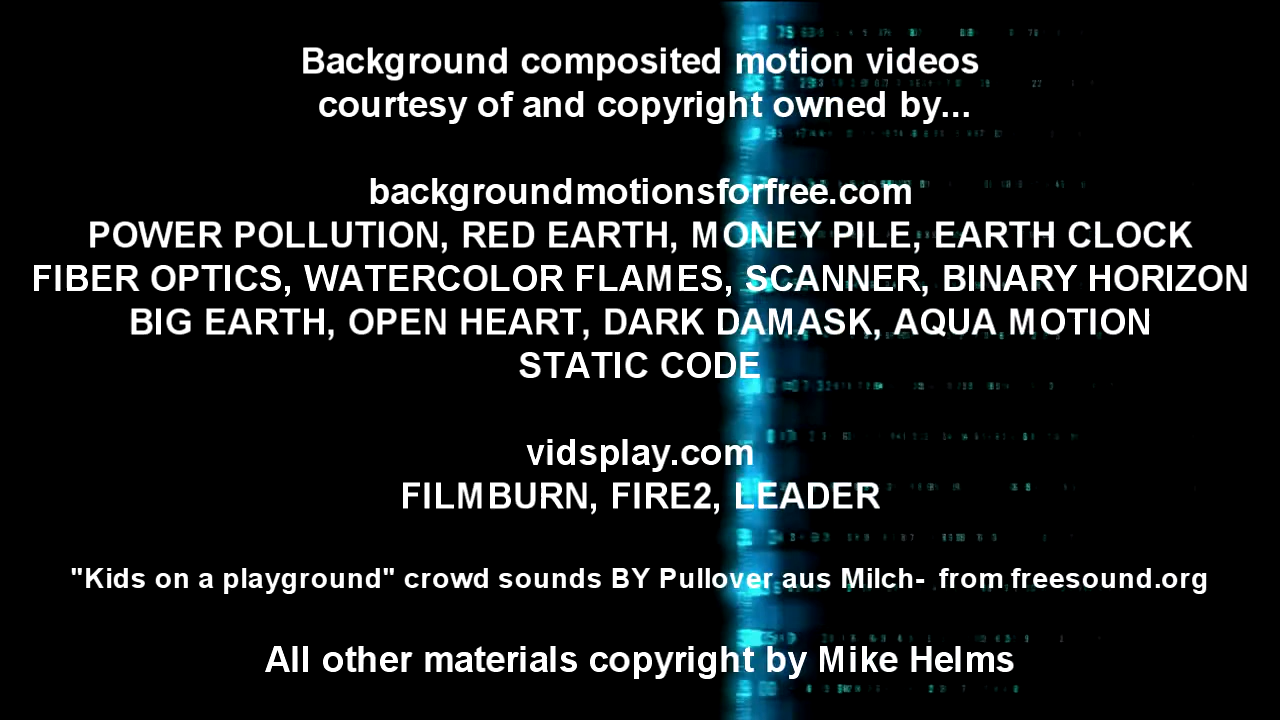 Background composited motion videos
courtesy of and copyright owned by...
backgroundmotionsforfree.com
POWER POLLUTION, RED EARTH, MONEY PILE, EARTH CLOCK
FIBER OPTICS, WATERCOLOR FLAMES, SCANNER, BINARY HORIZON
BIG EARTH, OPEN HEART, DARK DAMASK, AQUA MOTION
STATIC CODE
vidsplay.com
FILMBURN, FIRE2, LEADER
"Kids on a playground" crowd sounds BY Pullover aus Milch- from freesound.org
All other materials copyright by Mike Helms